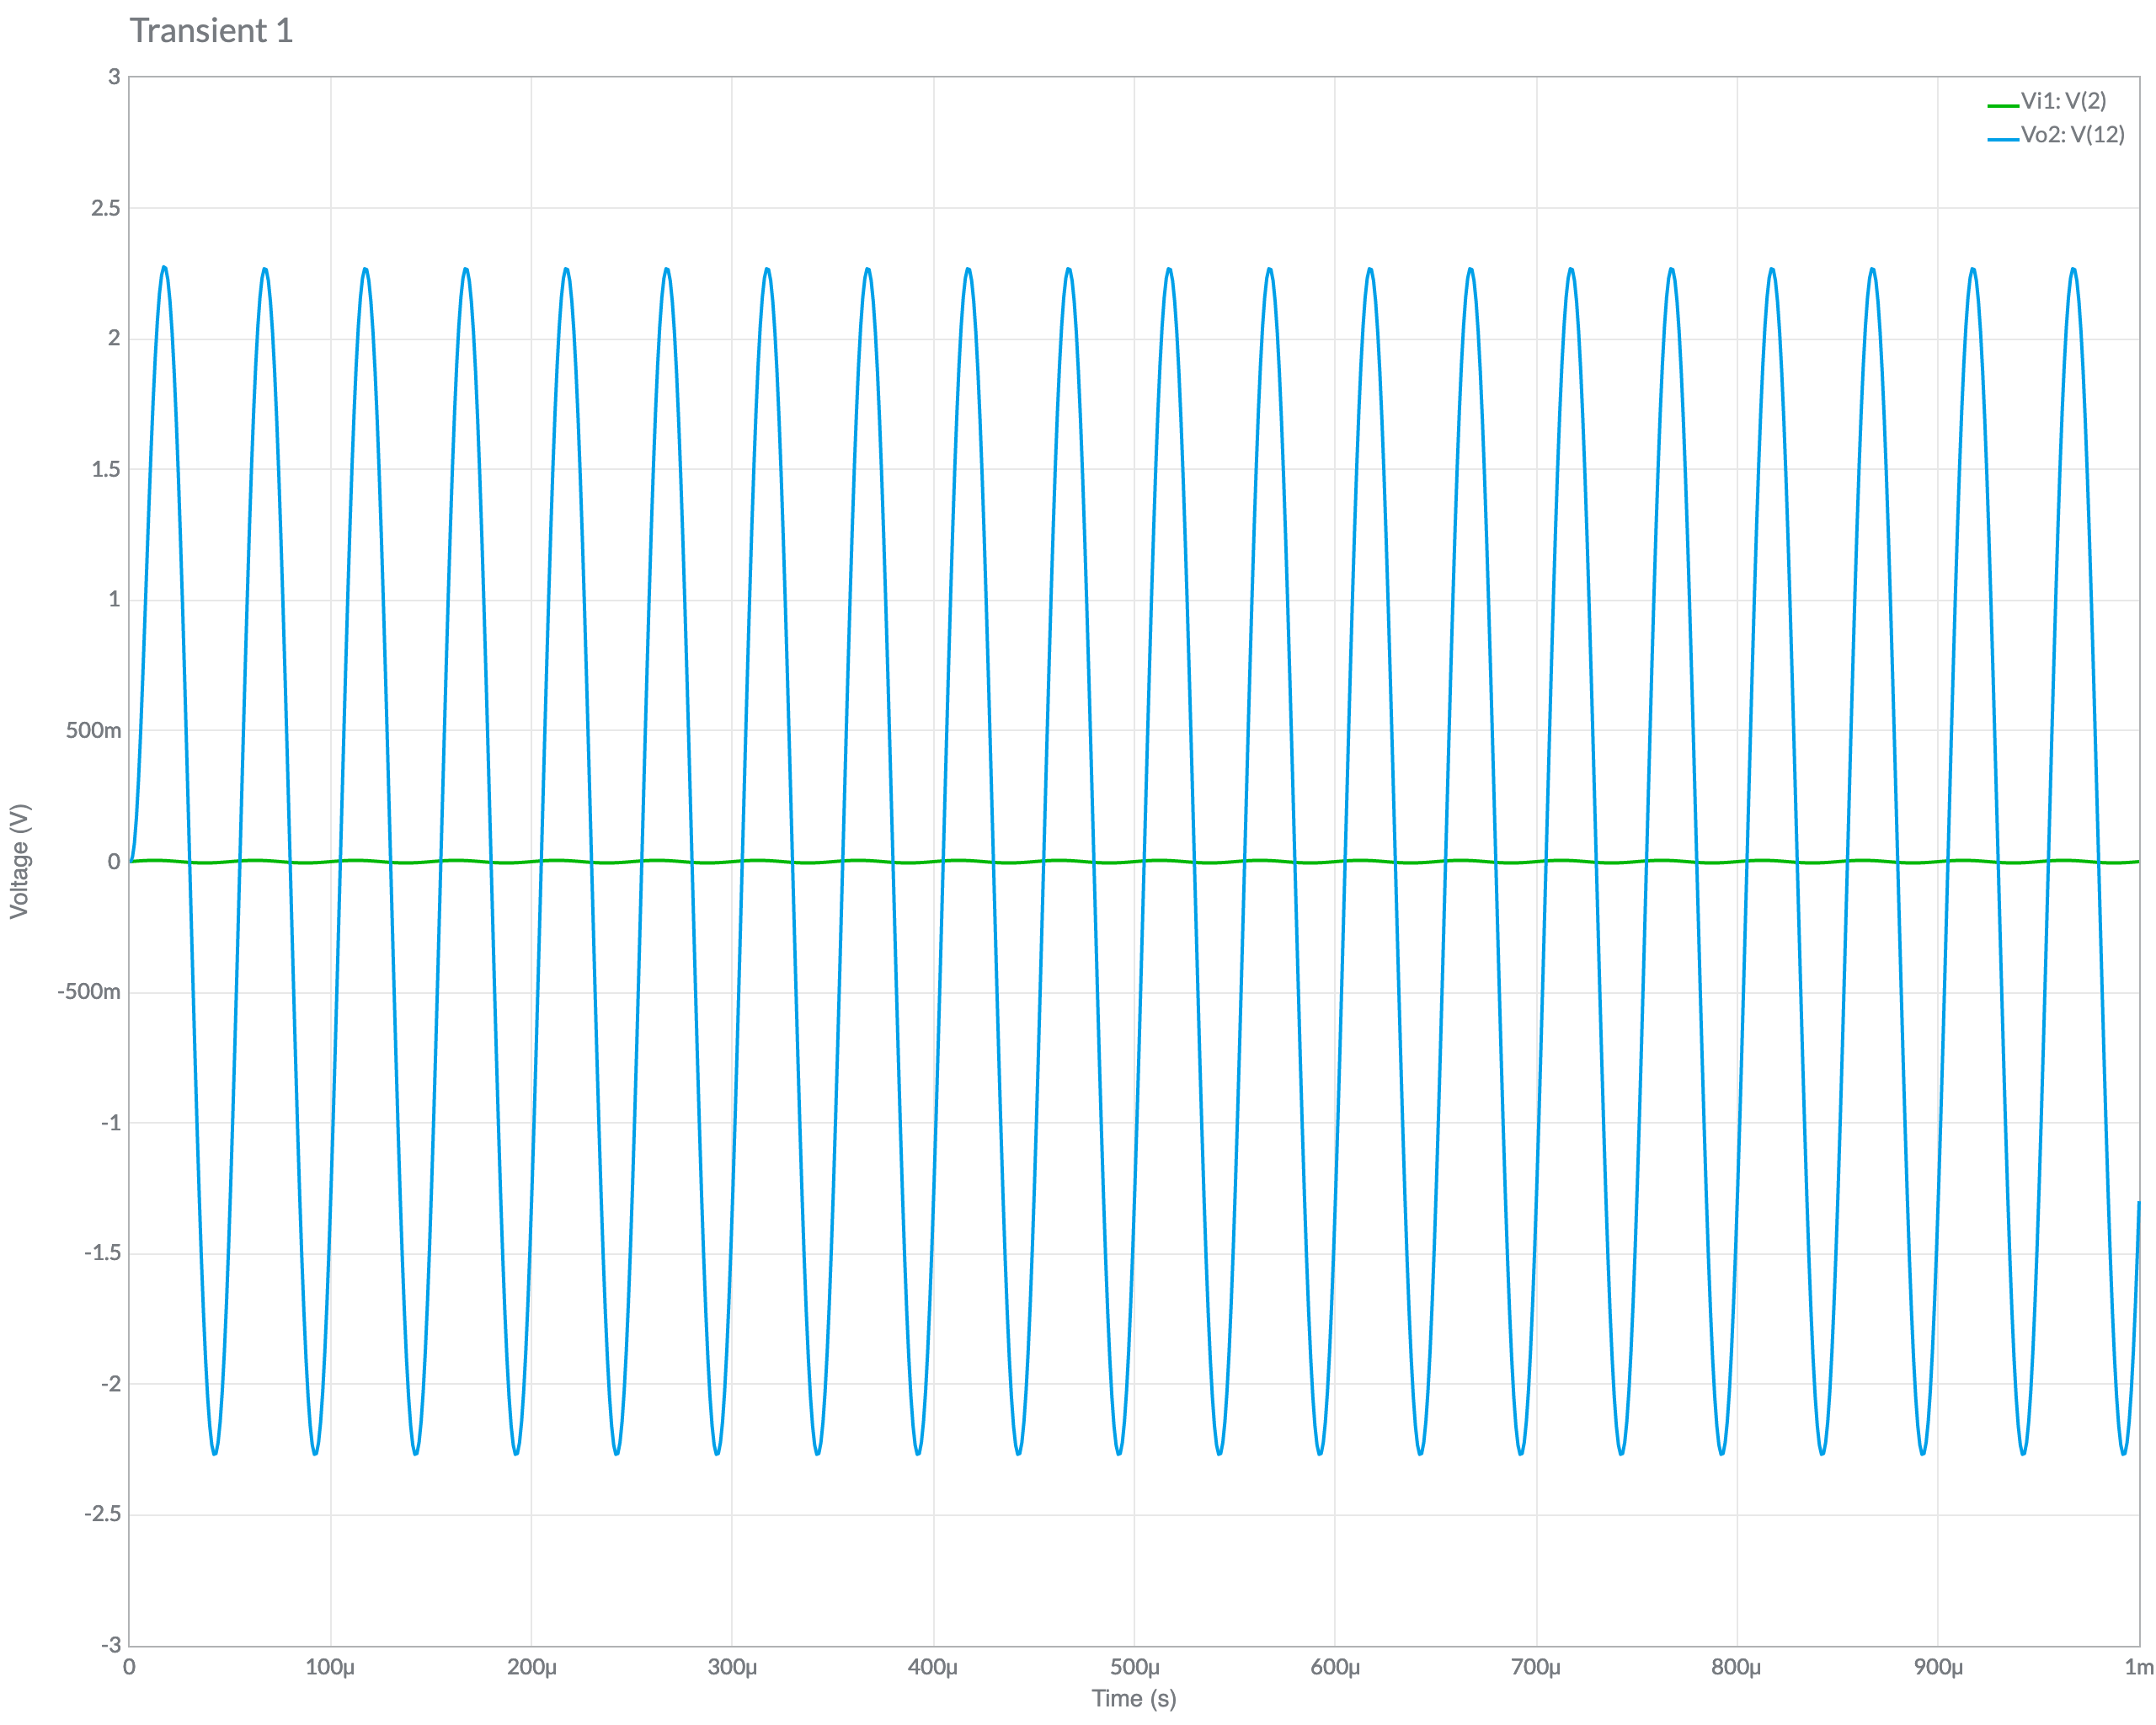 Transient 1
Vi1: V(2)
Vo2: V(12)
3
2.5
2
1.5
1
500m
0
-500m
-1
-1.5
-2
-2.5
-3
Voltage (V)
0 100µ 200µ 300µ 400µ 500µ 600µ 700µ 800µ 900µ 1m
Time (s)